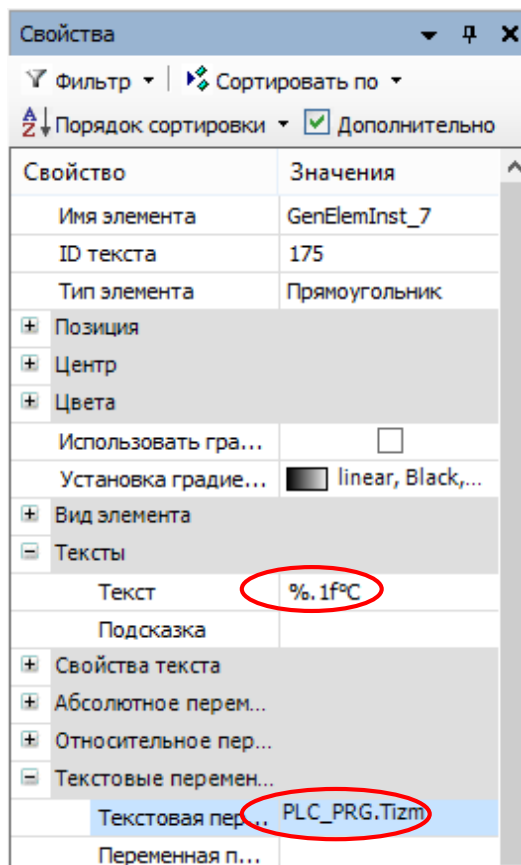 Свойства
Фильтр Сортировать по
Порядок сортировки Дополнительно
Свойство Значения
Имя элемента GenElemInst_7
ID текста 175
Тип элемента Прямоугольник
Позиция
Центр
Цвета
Использовать гра...
Установка градие... linear, Black,...
Вид элемента
Тексты
Текст %.1f°C
Подсказка
Свойства текста
Абсолютное перем...
Относительное пер...
Текстовые перемен...
Текстовая пер... PLC_PRG.Tizm
Переменная п...